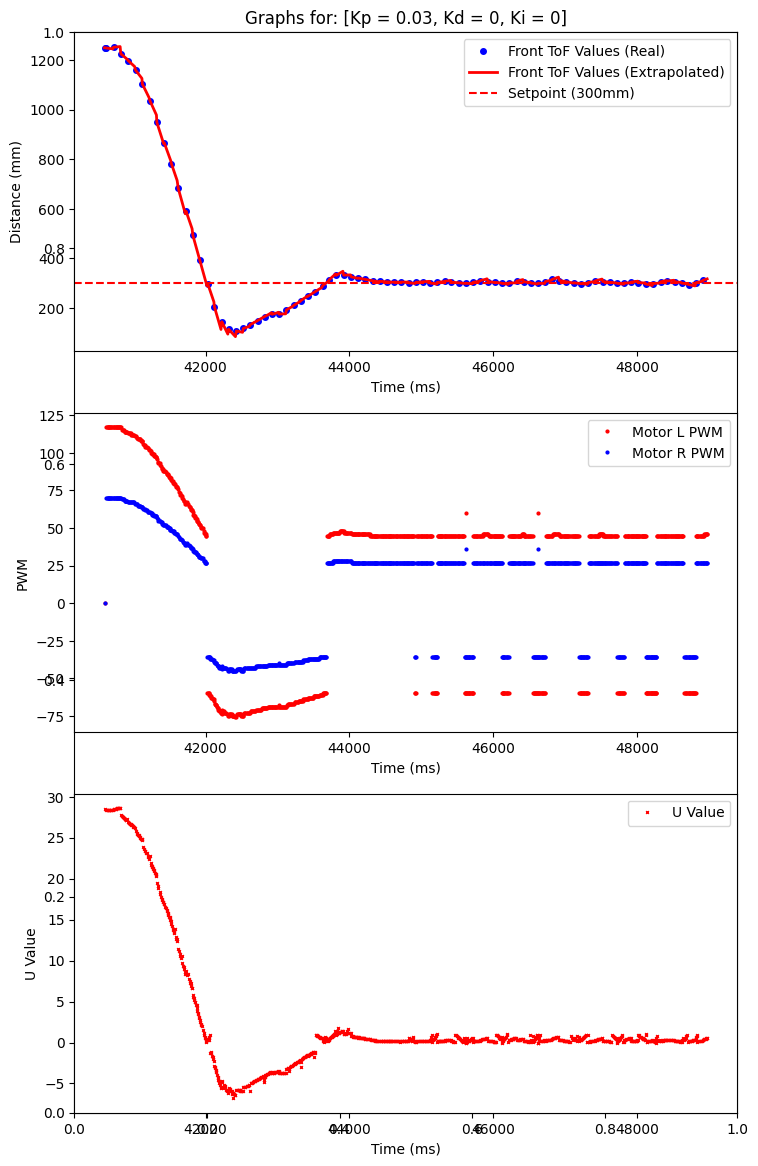 Graphs for: [Kp = 0.03, Kd = 0, Ki = 0]
1.0
1200
1000
800
600
0.8
400
200
Distance (mm)
Front ToF Values (Real)
Front ToF Values (Extrapolated)
Setpoint (300mm)
42000 44000 46000 48000
Time (ms)
125
100
0.6
75
50
25
0
−25
−50
0.4
−75
PWM
Motor L PWM
Motor R PWM
42000 44000 46000 48000
Time (ms)
30
25
20
0.2
15
10
5
0
−5
0.0
U Value
U Value
0.0 42000 0.2 44000 0.4 46000 0.6 48000 0.8 1.0
Time (ms)